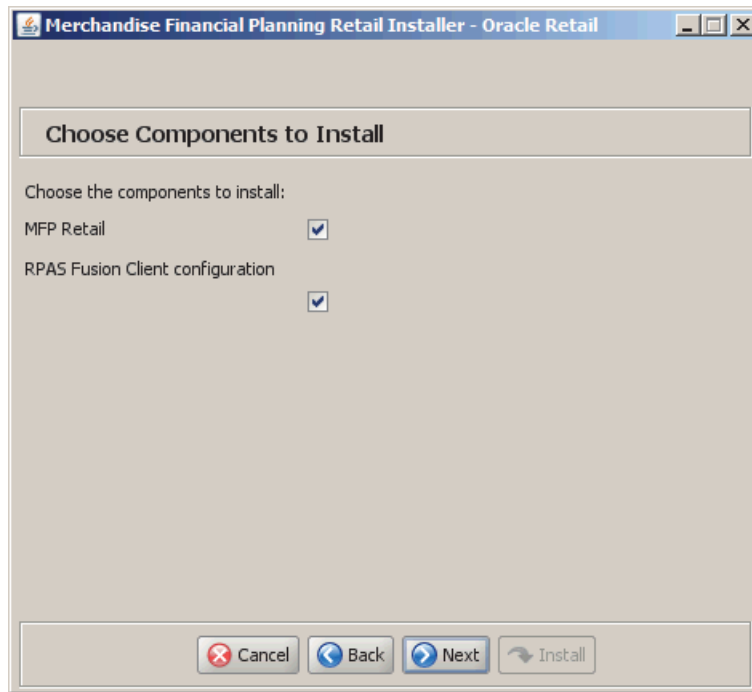 Merchandise Financial Planning Retail Installer - Oracle Retail
Choose Components to Install
Choose the components to install:
MFP Retail
RPAS Fusion Client configuration
Cancel
Back
Next
Install